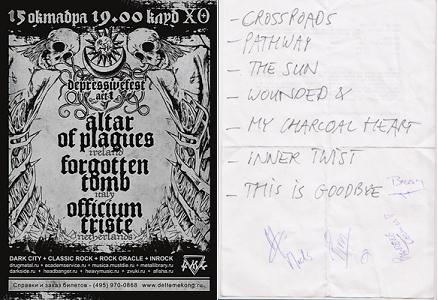 15 октября 19.00 клуб ХО
depressivefest
act I
altar
of plagues
ireland
forgotten
tomb
italy
officium
triste
netherlands
DARK CITY • CLASSIC ROCK • ROCK ORACLE • INROCK
drugmetal.ru • academservice.ru • musica.mustdie.ru • metallibrary.ru
darkside.ru • headbanger.ru • heavymusic.ru • zvuki.ru • afisha.ru
Справки и заказ билетов - (495) 970-0868 www.deltamekong.ru
- CROSSROADS
- PATHWAY
- THE SUN
- WOUNDED &
- MY CHARCOAL HEART
- INNER TWIST
- THIS IS GOODBYE